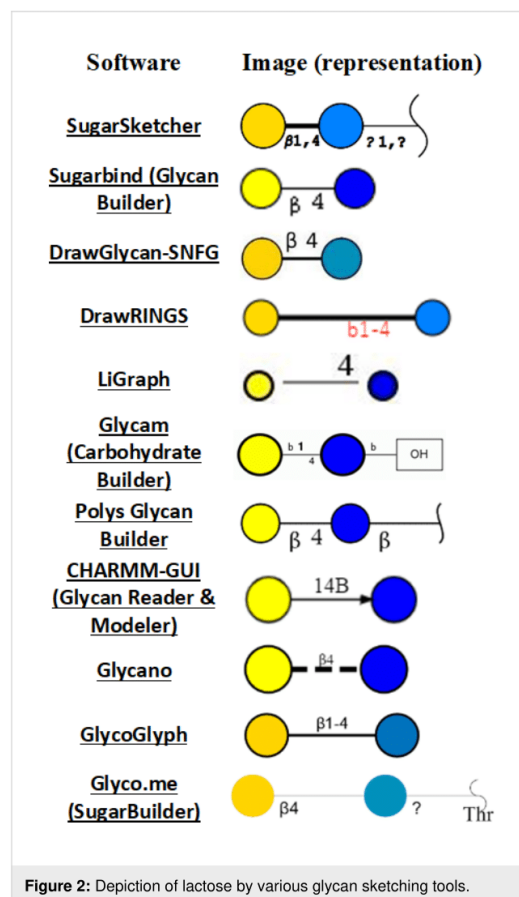 Software Image (representation)
SugarSketcher
β1,4 ?1,?
Sugarbind (Glycan
Builder)
β 4
DrawGlycan-SNFG
β 4
DrawRINGS
b1-4
LiGraph
4
Glycam
(Carbohydrate
Builder)
b 1
4
b
OH
Polys Glycan
Builder
β 4 β
CHARMM-GUI
(Glycan Reader &
Modeler)
14B
Glycano
β4
GlycoGlyph
β1-4
Glyco.me
(SugarBuilder)
β4 ? Thr
Figure 2: Depiction of lactose by various glycan sketching tools.